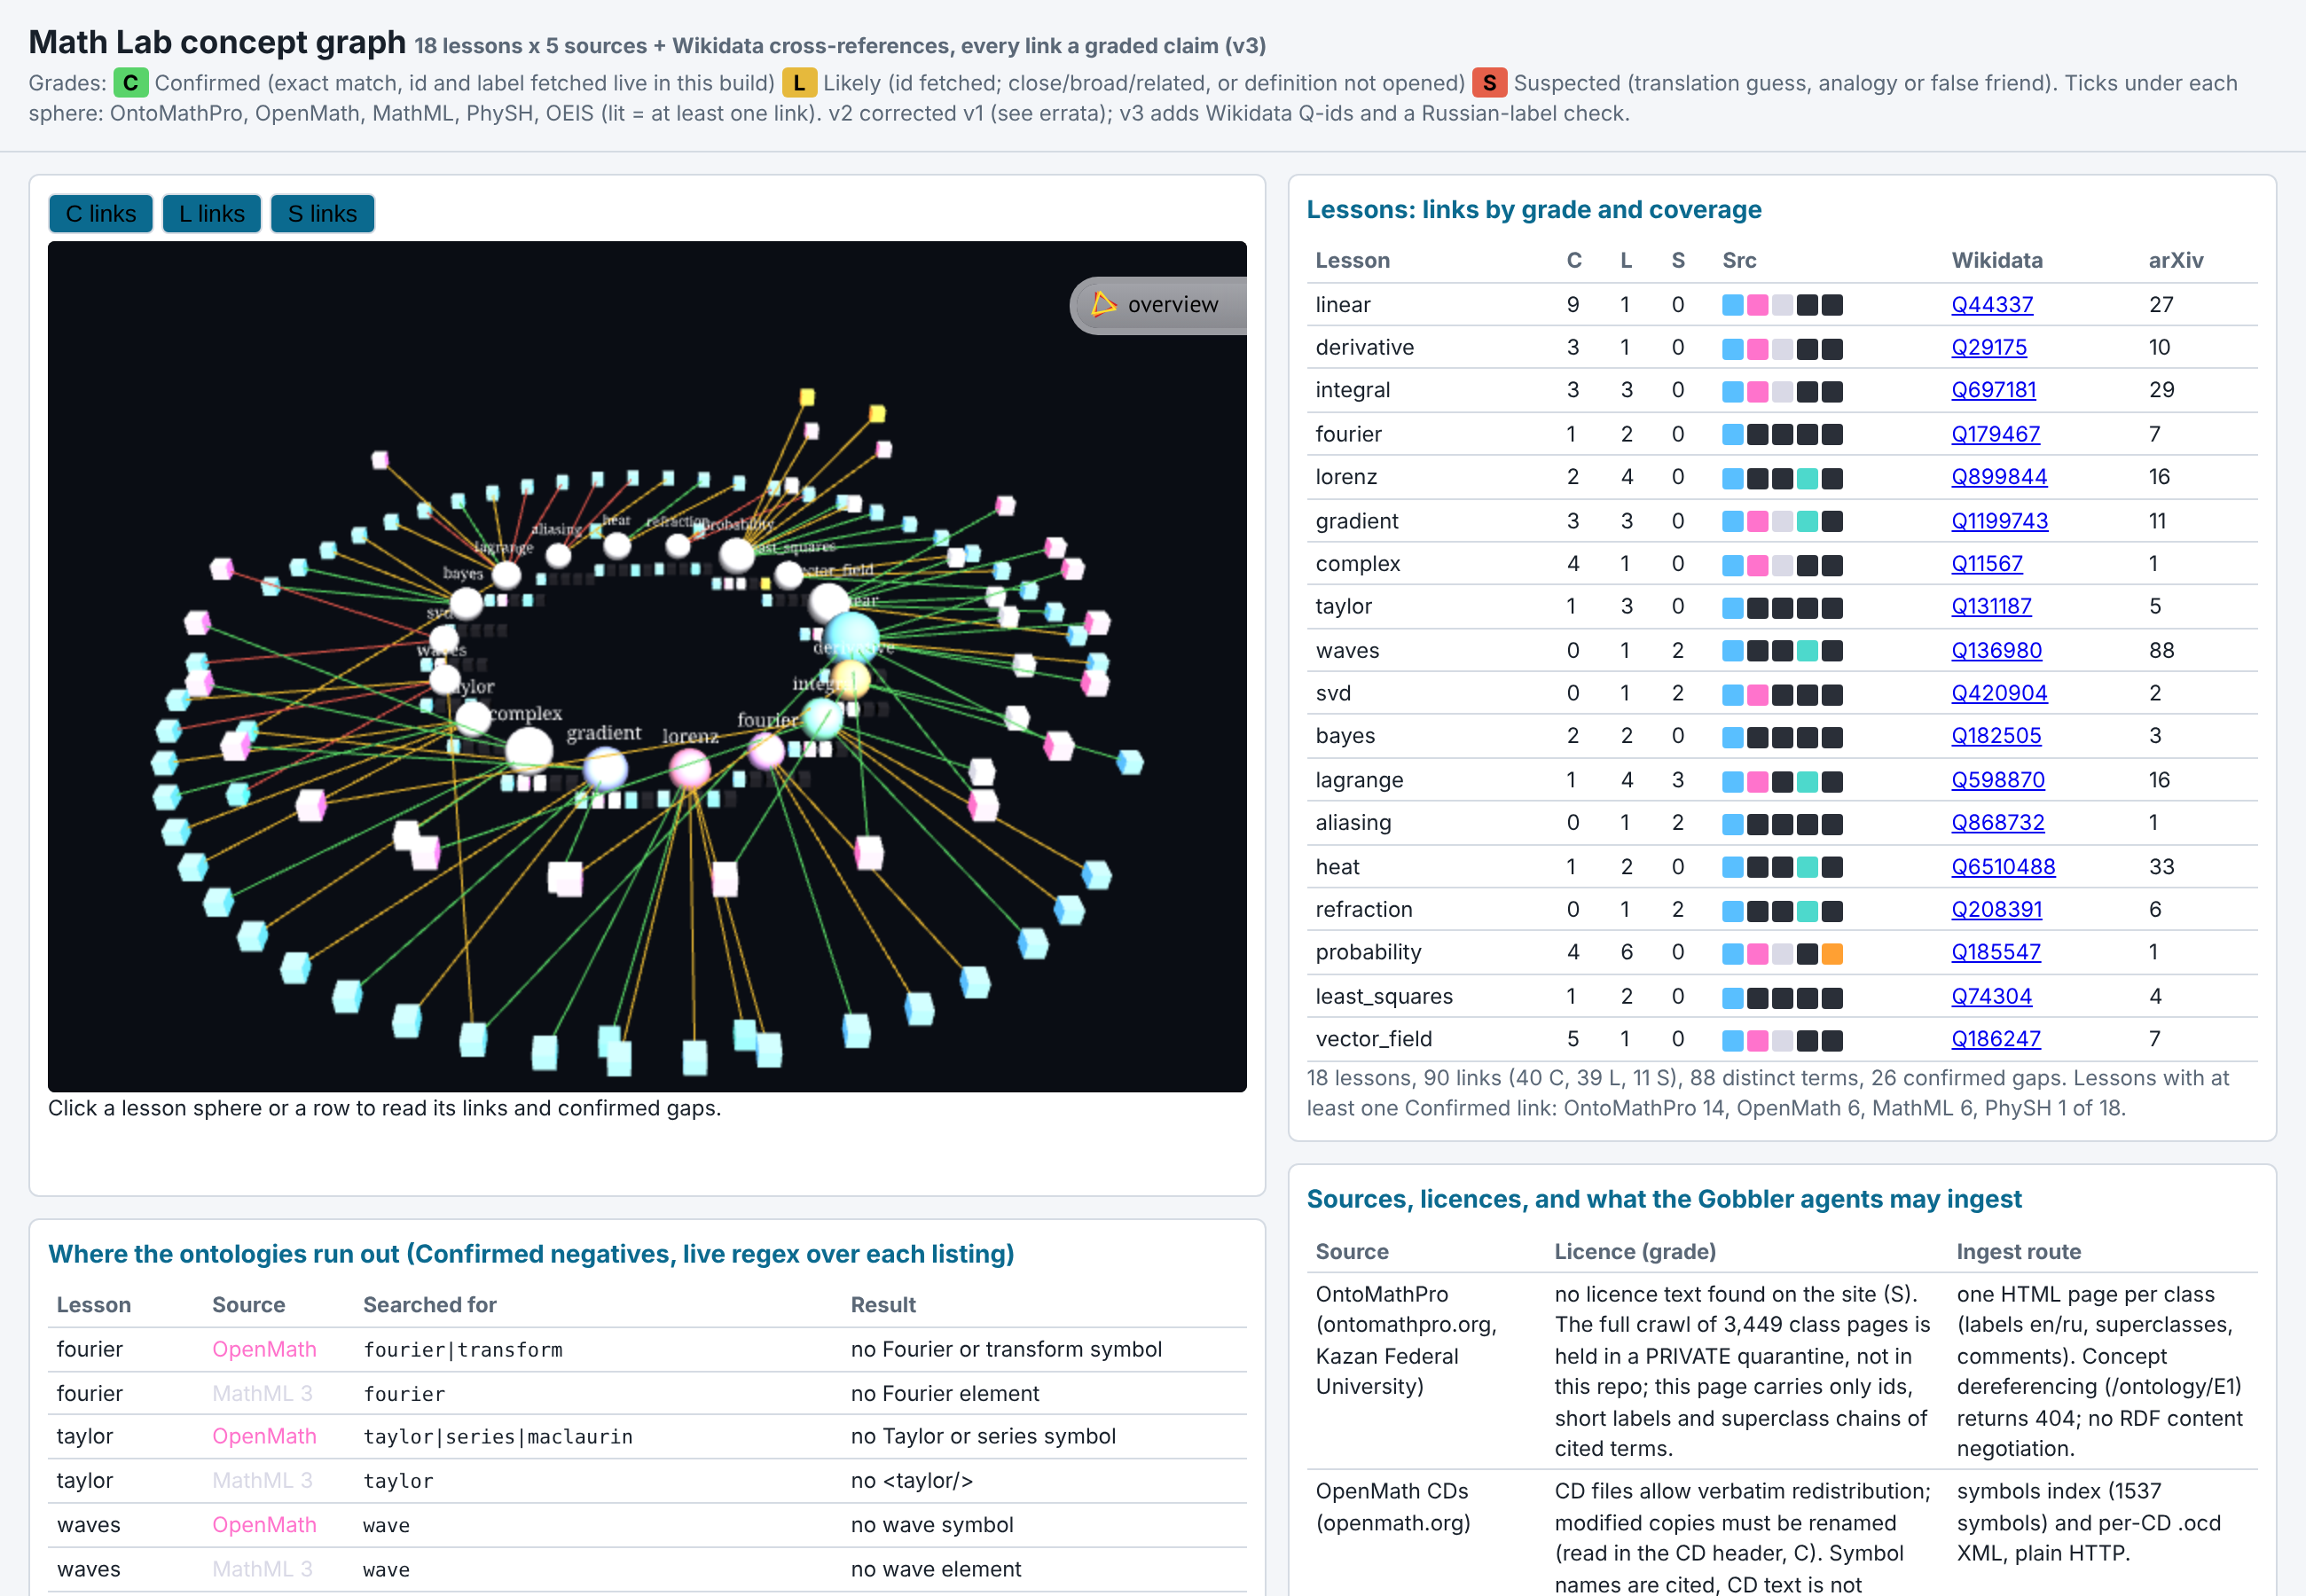 Math Lab concept graph 18 lessons x 5 sources + Wikidata cross-references, every link a graded claim (v3)
Grades: C Confirmed (exact match, id and label fetched live in this build) L Likely (id fetched; close/broad/related, or definition not opened) S Suspected (translation guess, analogy or false friend). Ticks under each
sphere: OntoMathPro, OpenMath, MathML, PhySH, OEIS (lit = at least one link). v2 corrected v1 (see errata); v3 adds Wikidata Q-ids and a Russian-label check.
C links L links S links
overview
aliasing
heat
refraction
probability
lagrange
bayes
waves
complex
gradient
lorenz
fourier
Click a lesson sphere or a row to read its links and confirmed gaps.
Where the ontologies run out (Confirmed negatives, live regex over each listing)
Lesson Source Searched for Result
fourier OpenMath fourier|transform no Fourier or transform symbol
fourier MathML 3 fourier no Fourier element
taylor OpenMath taylor|series|maclaurin no Taylor or series symbol
taylor MathML 3 taylor no <taylor/>
waves OpenMath wave no wave symbol
waves MathML 3 wave no wave element
Lessons: links by grade and coverage
Lesson C L S Src Wikidata arXiv
linear 9 1 0 Q44337 27
derivative 3 1 0 Q29175 10
integral 3 3 0 Q697181 29
fourier 1 2 0 Q179467 7
lorenz 2 4 0 Q899844 16
gradient 3 3 0 Q1199743 11
complex 4 1 0 Q11567 1
taylor 1 3 0 Q131187 5
waves 0 1 2 Q136980 88
svd 0 1 2 Q420904 2
bayes 2 2 0 Q182505 3
lagrange 1 4 3 Q598870 16
aliasing 0 1 2 Q868732 1
heat 1 2 0 Q6510488 33
refraction 0 1 2 Q208391 6
probability 4 6 0 Q185547 1
least_squares 1 2 0 Q74304 4
vector_field 5 1 0 Q186247 7
18 lessons, 90 links (40 C, 39 L, 11 S), 88 distinct terms, 26 confirmed gaps. Lessons with at
least one Confirmed link: OntoMathPro 14, OpenMath 6, MathML 6, PhySH 1 of 18.
Sources, licences, and what the Gobbler agents may ingest
Source Licence (grade) Ingest route
OntoMathPro no licence text found on the site (S). one HTML page per class
(ontomathpro.org, The full crawl of 3,449 class pages is (labels en/ru, superclasses,
Kazan Federal held in a PRIVATE quarantine, not in comments). Concept
University) this repo; this page carries only ids, dereferencing (/ontology/E1)
short labels and superclass chains of returns 404; no RDF content
cited terms. negotiation.
OpenMath CDs CD files allow verbatim redistribution; symbols index (1537
(openmath.org) modified copies must be renamed symbols) and per-CD .ocd
(read in the CD header, C). Symbol XML, plain HTTP.
names are cited, CD text is not